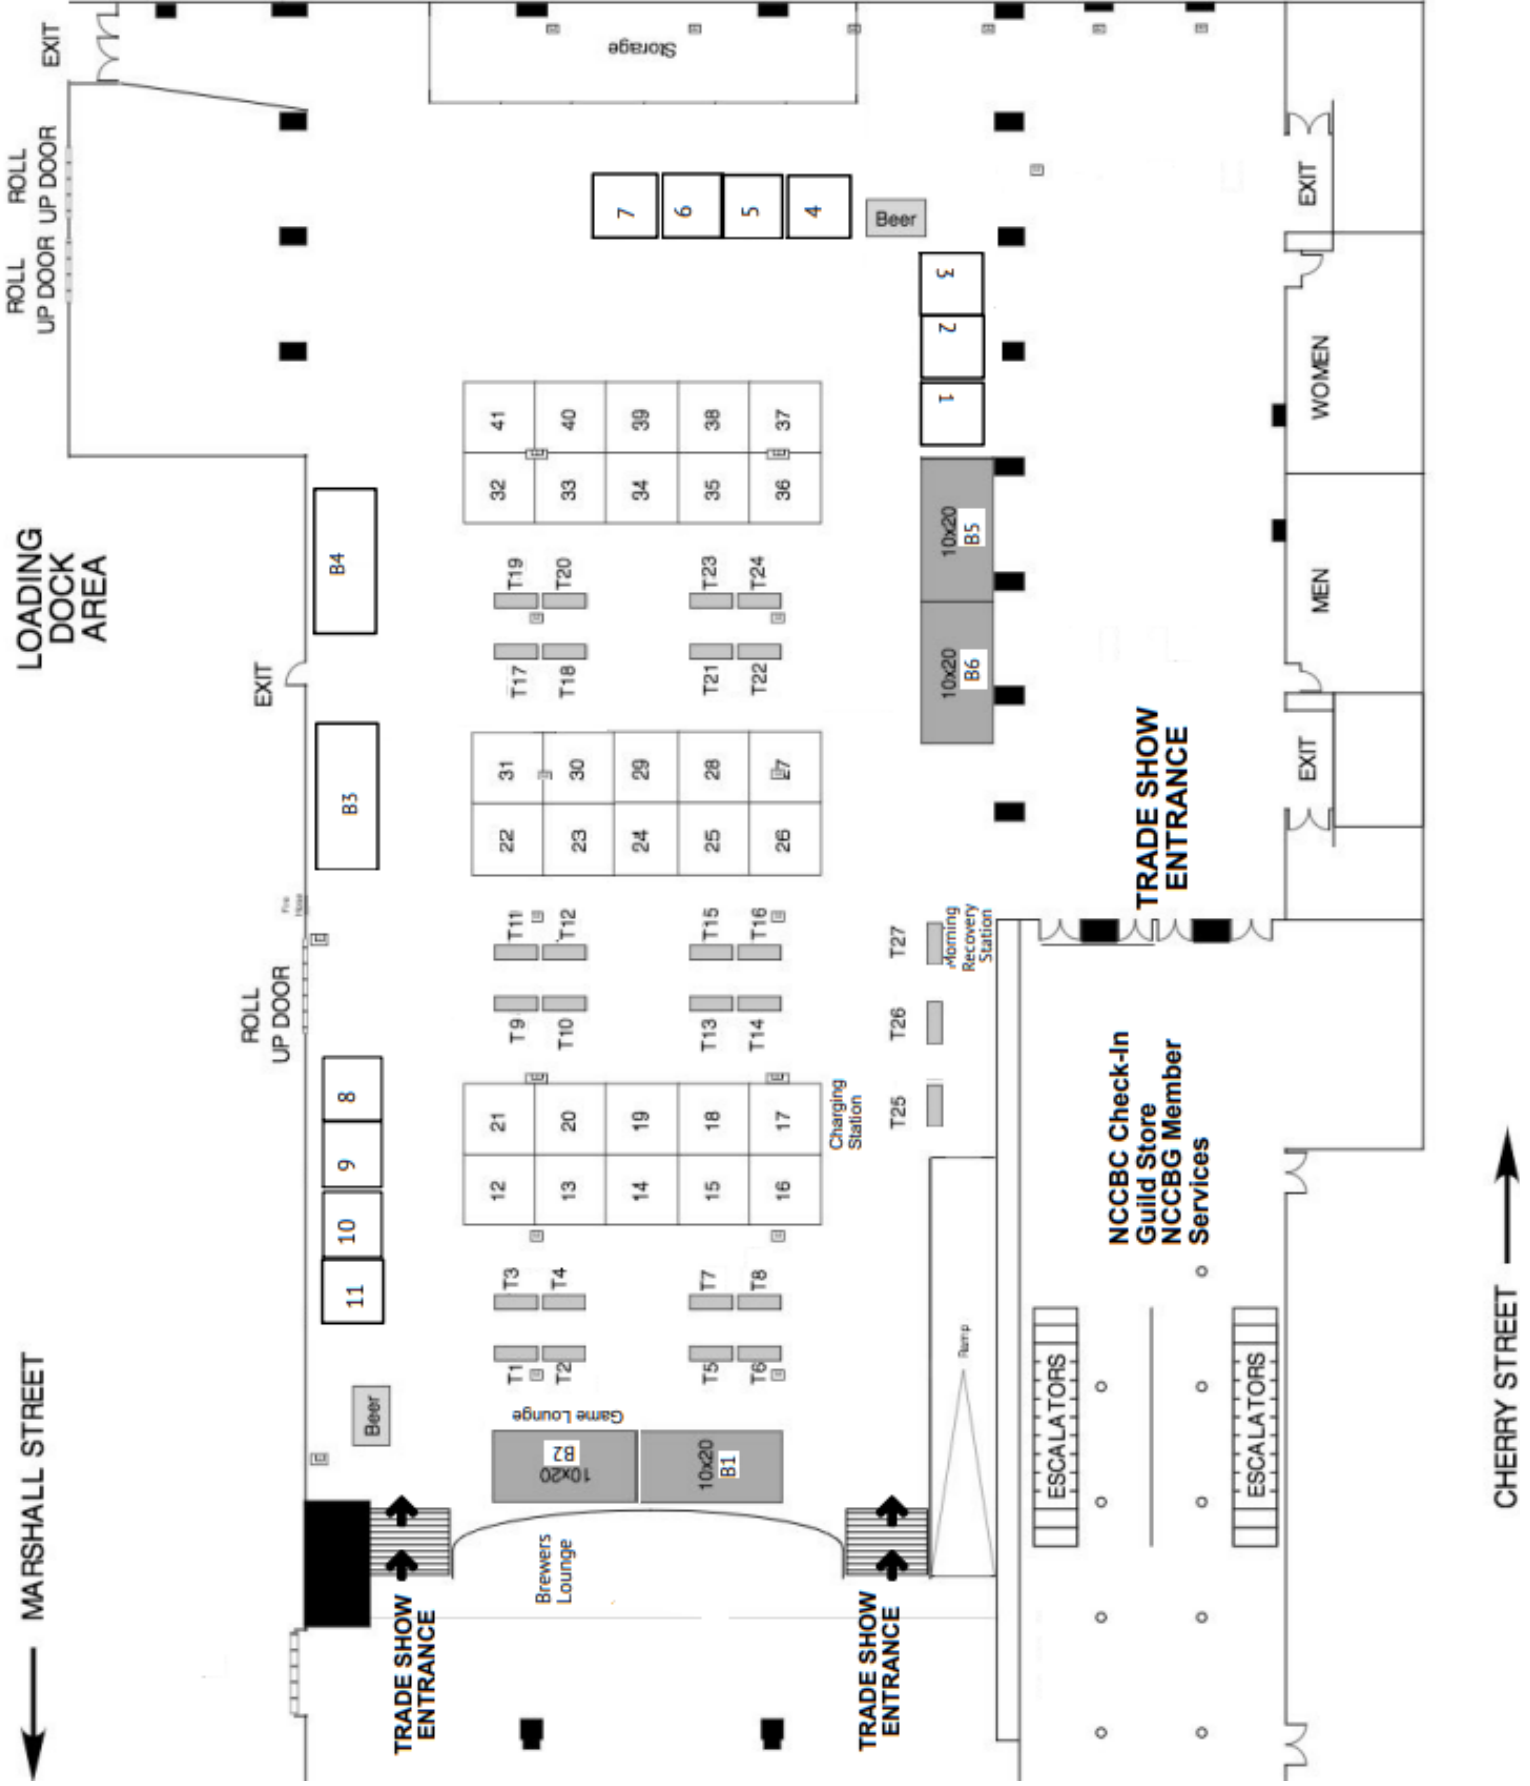 EXIT
Storage
ROLL
UP DOOR
ROLL
UP DOOR
7
6
5
4
Beer
3
2
1
EXIT
WOMEN
MEN
EXIT
41
40
39
38
37
32
33
34
35
36
LOADING
DOCK
AREA
B4
EXIT
B3
T19
T20
T23
T24
T17
T18
T21
T22
10x20
B5
10x20
B6
31
30
29
28
27
22
23
24
25
26
TRADE SHOW
ENTRANCE
Fire
Hose
ROLL
UP DOOR
T11
T12
T15
T16
T9
T10
T13
T14
T27
Morning
Recovery
Station
T26
T25
8
9
10
11
21
20
19
18
17
12
13
14
15
16
Charging
Station
NCCBC Check-In
Guild Store
NCCBG Member
Services
T3
T4
T7
T8
T1
T2
T5
T6
Ramp
Beer
Game Lounge
10x20
B2
10x20
B1
ESCALATORS
ESCALATORS
Brewers
Lounge
TRADE SHOW
ENTRANCE
TRADE SHOW
ENTRANCE
MARSHALL STREET
CHERRY STREET